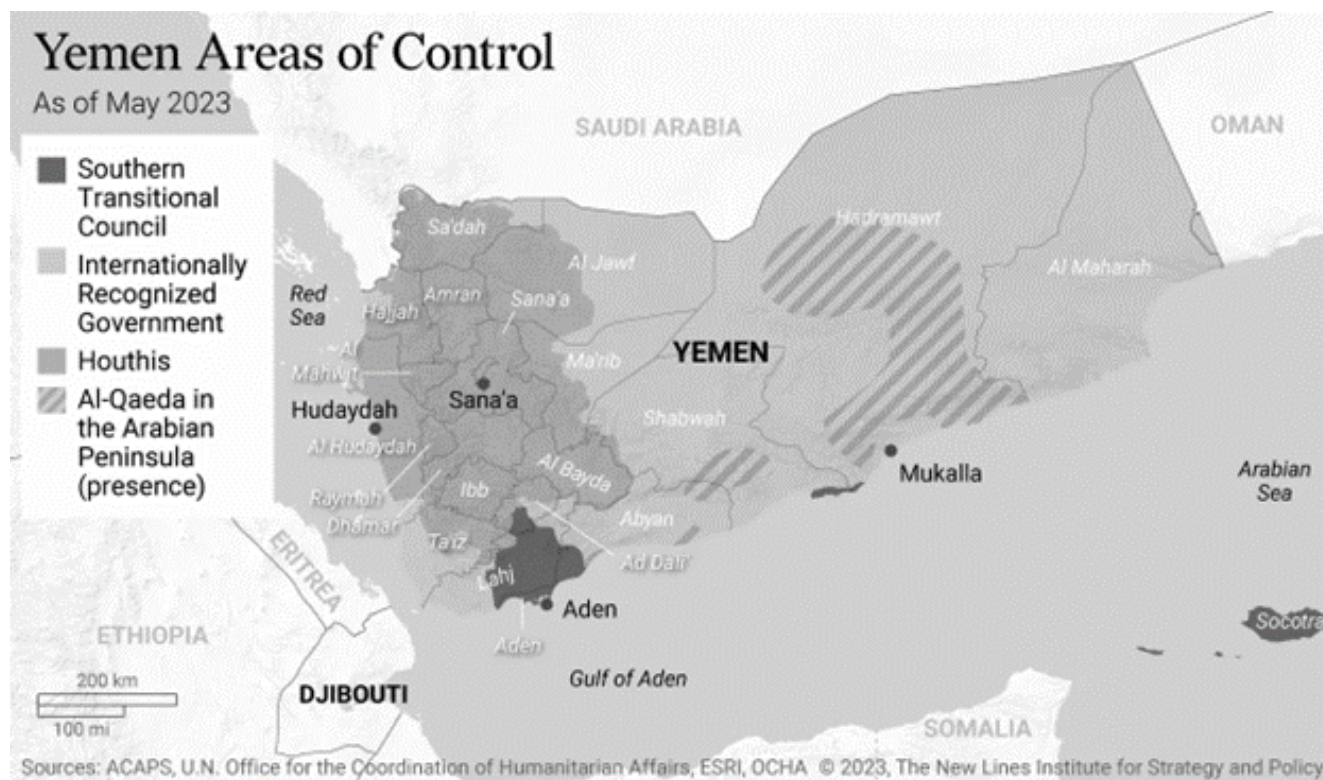 Yemen Areas of Control
As of May 2023
Southern
Transitional
Council
Internationally
Recognized
Government
Houthis
Al-Qaeda in
the Arabian
Peninsula
(presence)
SAUDI ARABIA
OMAN
Sa'dah
Hadramawt
Al Jawf
Al Maharah
Amran
Sana'a
Hajjah
Red
Sea
Al
Mahwit
Ma'rib
YEMEN
Sana'a
Hudaydah
Shabwah
Al Hudaydah
Al Bayda
Mukalla
Arabian
Sea
Raymah
Ibb
Dhamar
Abyan
Ta'iz
Ad Dali'
Lahj
ERITREA
Aden
Aden
Socotra
ETHIOPIA
Gulf of Aden
200 km
100 mi
DJIBOUTI
SOMALIA
Sources: ACAPS, U.N. Office for the Coordination of Humanitarian Affairs, ESRI, OCHA © 2023, The New Lines Institute for Strategy and Policy